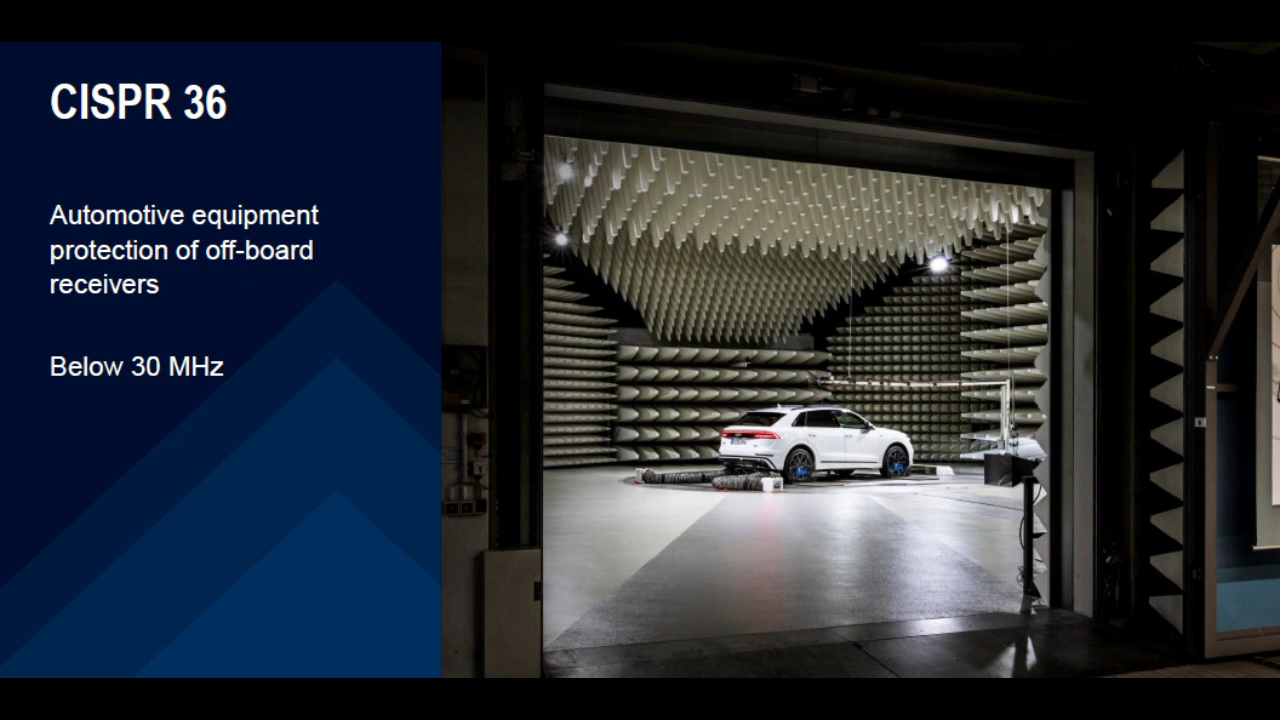 CISPR 36
Automotive equipment
protection of off-board
receivers
Below 30 MHz